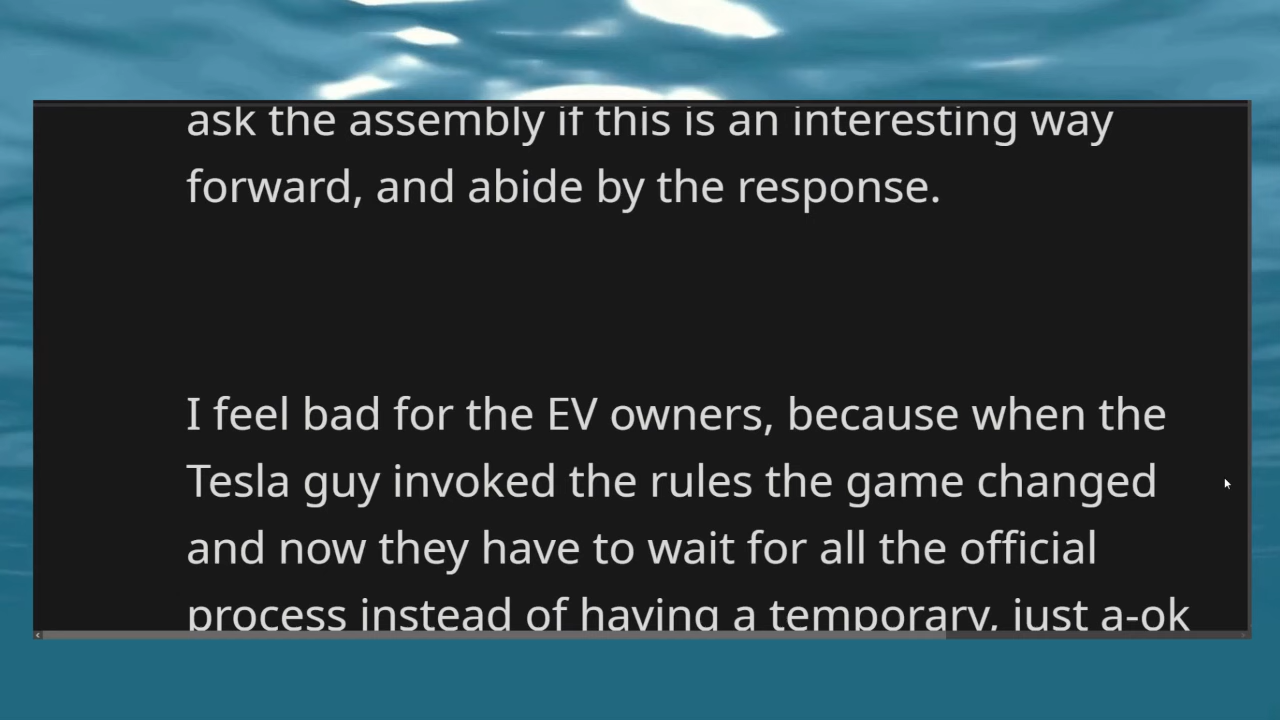 ask the assembly if this is an interesting way
forward, and abide by the response.
I feel bad for the EV owners, because when the
Tesla guy invoked the rules the game changed
and now they have to wait for all the official
process instead of having a temporary, just a-ok